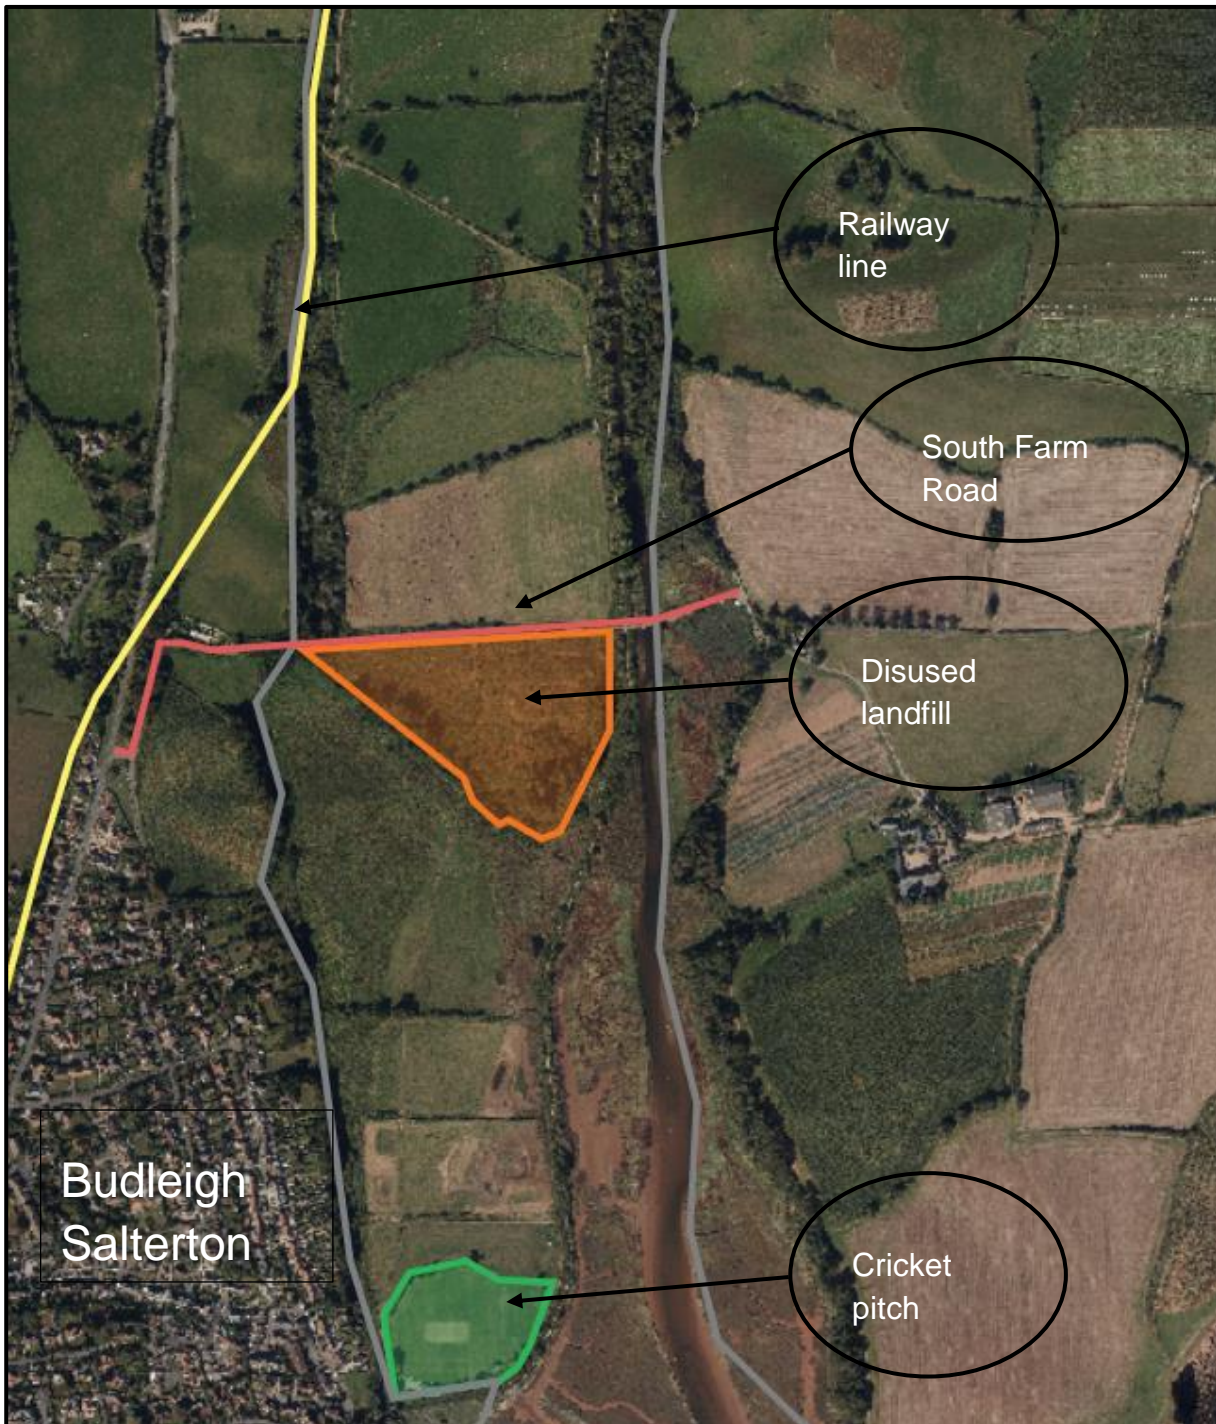 Railway
line
South Farm
Road
Disused
landfill
Budleigh
Salterton
Cricket
pitch